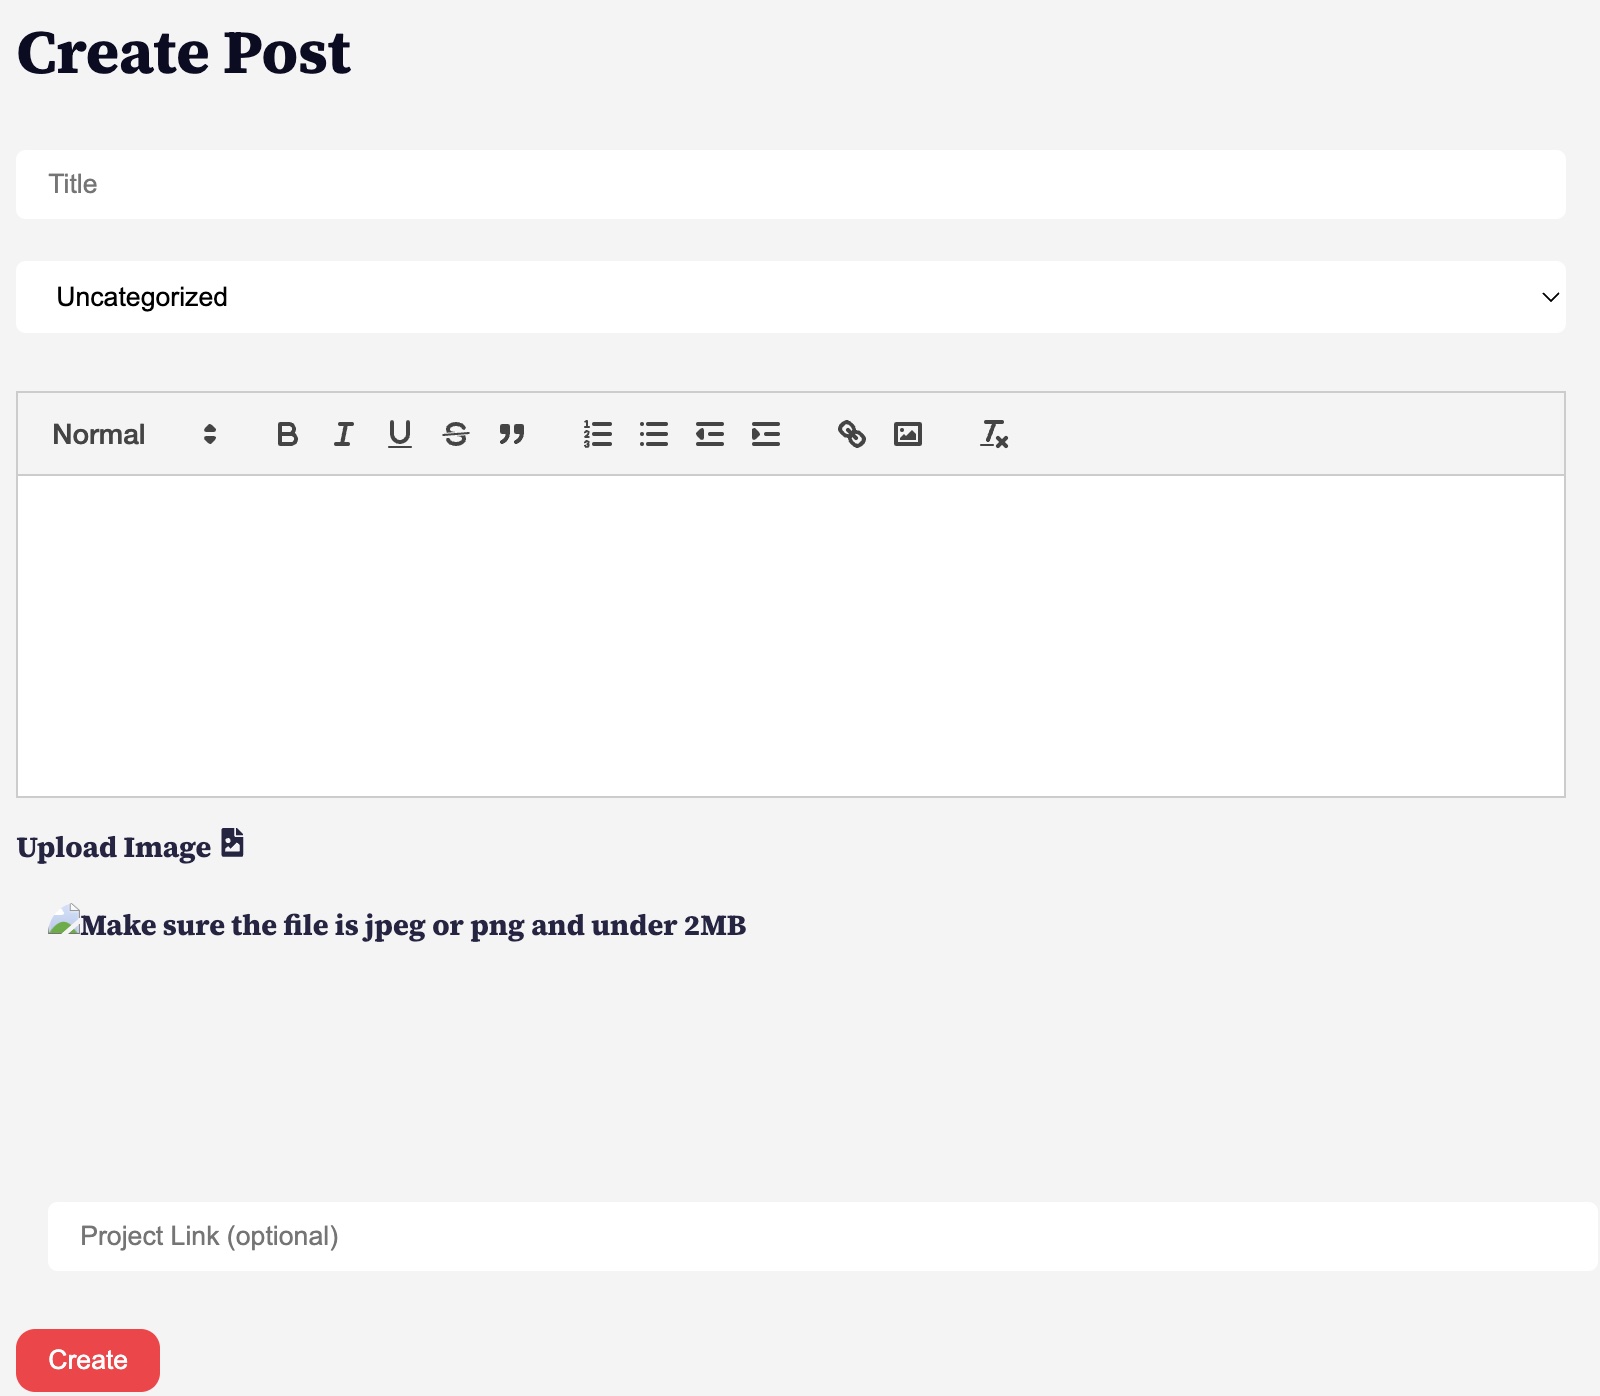 Create Post
Title
Uncategorized
Normal
Upload Image
Make sure the file is jpeg or png and under 2MB
Project Link (optional)
Create